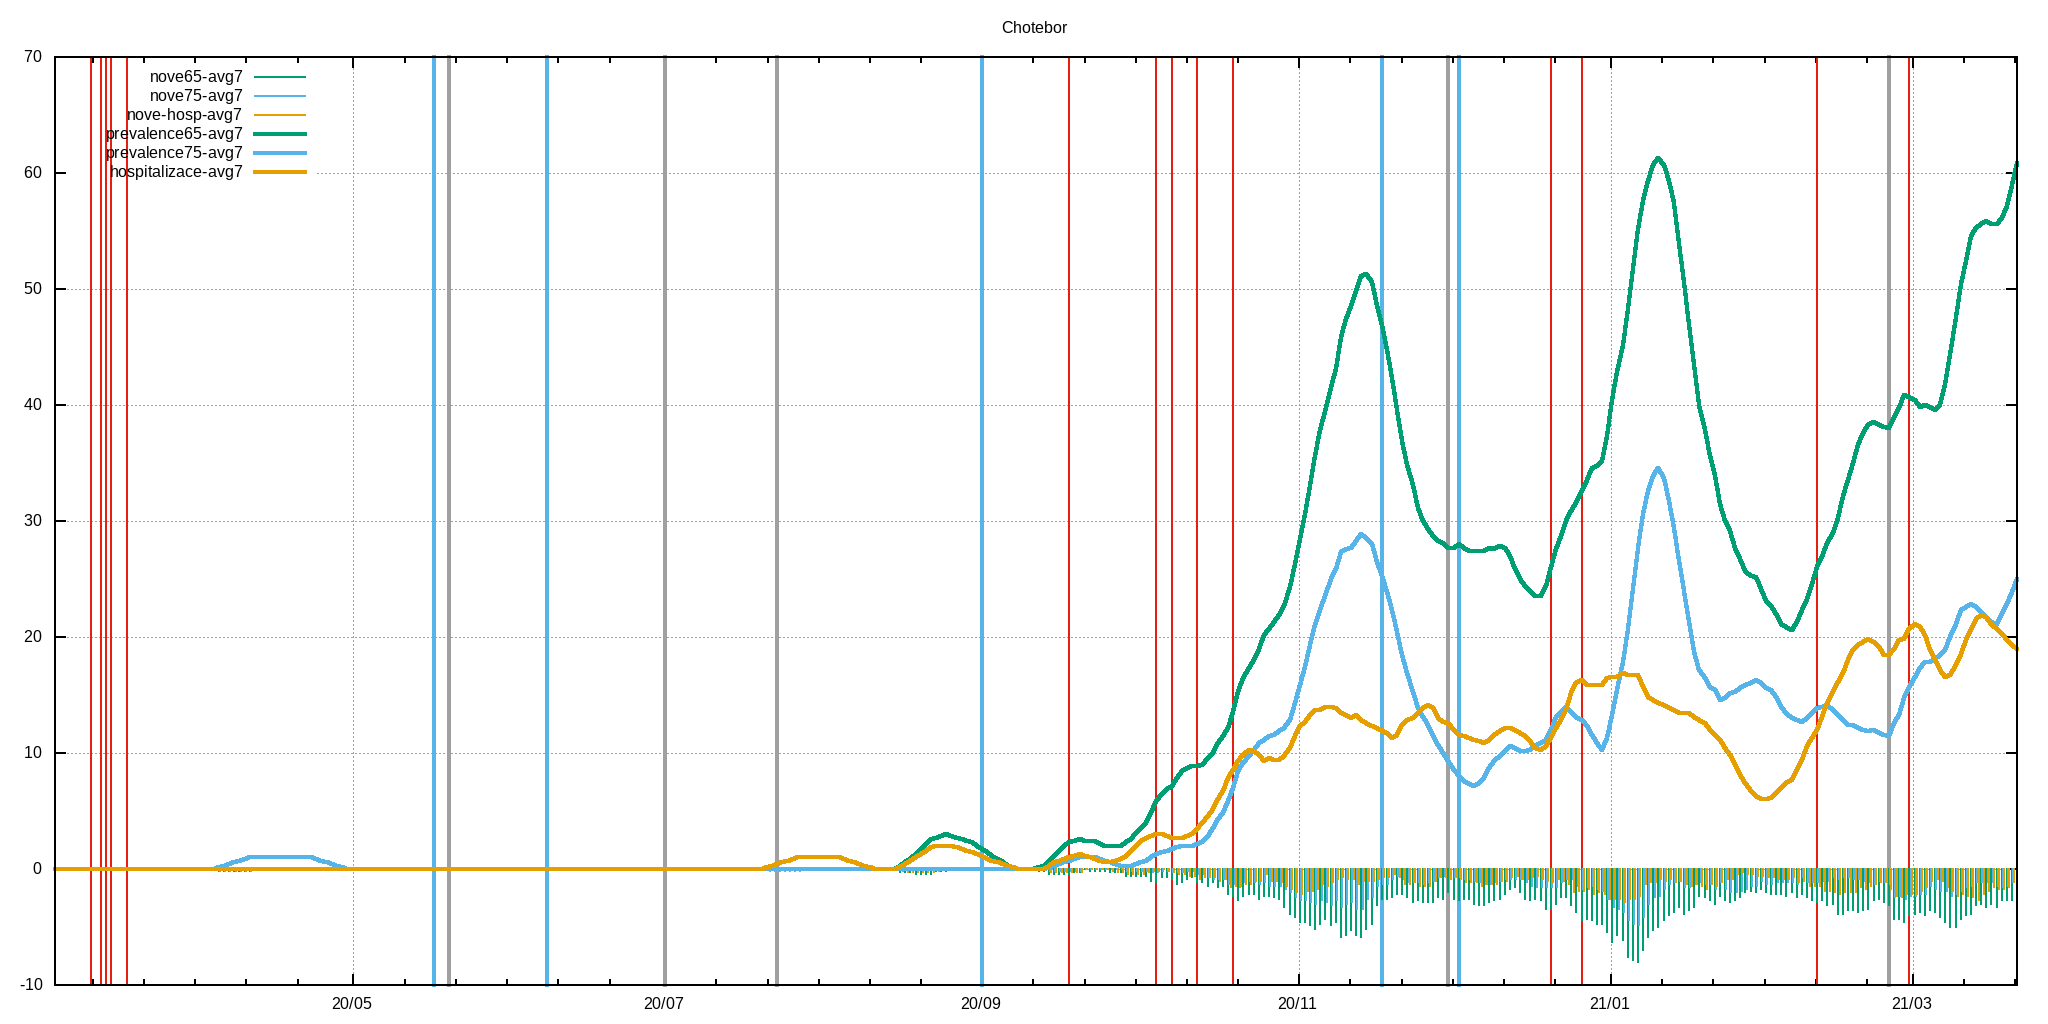 Chotebor
70
60
50
40
30
20
10
0
-10
nove65-avg7
nove75-avg7
nove-hosp-avg7
prevalence65-avg7
prevalence75-avg7
hospitalizace-avg7
20/05 20/07 20/09 20/11 21/01 21/03